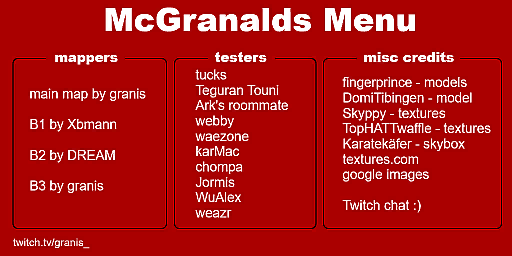 McGranalds Menu
mappers
main map by granis
B1 by Xbmann
B2 by DREAM
B3 by granis
testers
tucks
Teguran Touni
Ark's roommate
webby
waezone
karMac
chompa
Jormis
WuAlex
weazr
misc credits
fingerprince - models
DomiTibingen - model
Skyppy - textures
TopHATTwaffle - textures
Karatekäfer - skybox
textures.com
google images
Twitch chat :)
twitch.tv/granis_